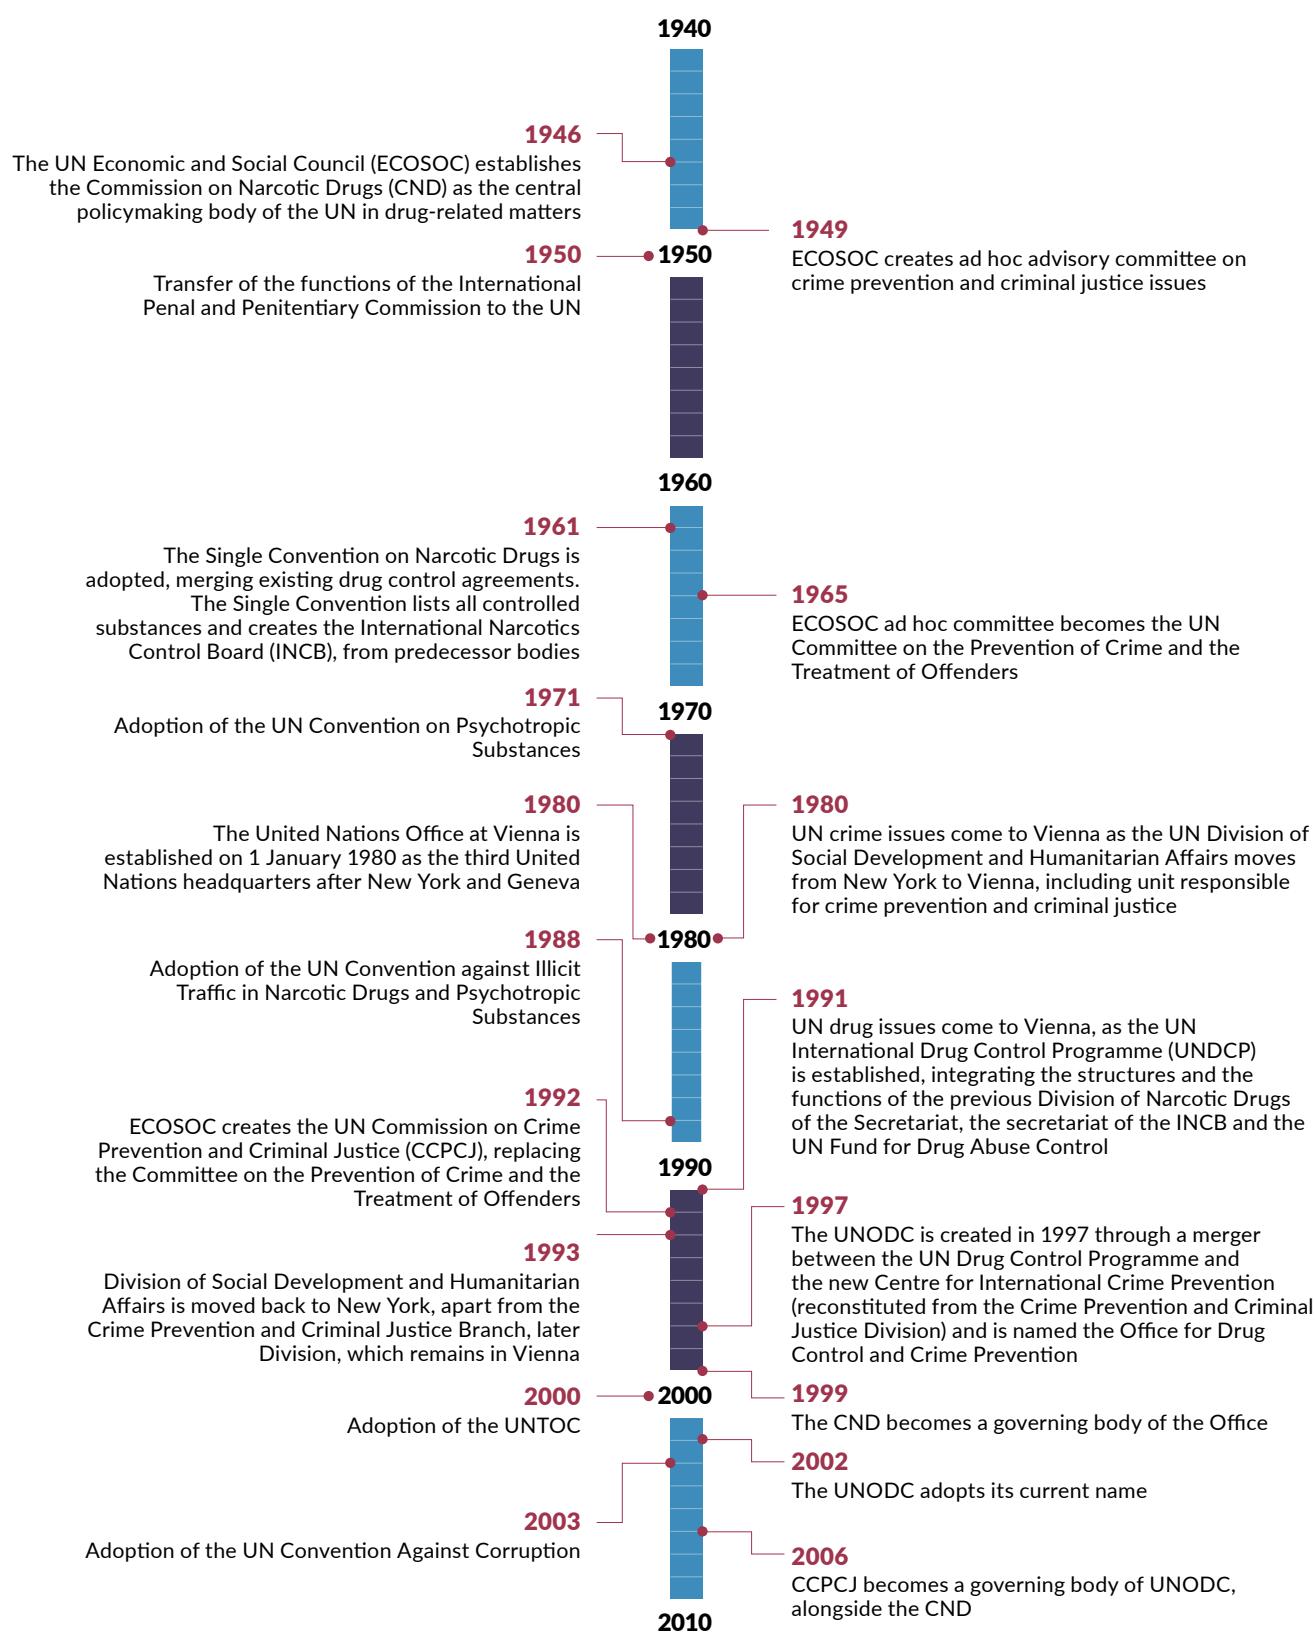 1940
1946
The UN Economic and Social Council (ECOSOC) establishes
the Commission on Narcotic Drugs (CND) as the central
policymaking body of the UN in drug-related matters
1949
ECOSOC creates ad hoc advisory committee on
crime prevention and criminal justice issues
1950
1950
Transfer of the functions of the International
Penal and Penitentiary Commission to the UN
1960
1961
The Single Convention on Narcotic Drugs is
adopted, merging existing drug control agreements.
The Single Convention lists all controlled
substances and creates the International Narcotics
Control Board (INCB), from predecessor bodies
1965
ECOSOC ad hoc committee becomes the UN
Committee on the Prevention of Crime and the
Treatment of Offenders
1971
Adoption of the UN Convention on Psychotropic
Substances
1970
1980
The United Nations Office at Vienna is
established on 1 January 1980 as the third United
Nations headquarters after New York and Geneva
1980
UN crime issues come to Vienna as the UN Division of
Social Development and Humanitarian Affairs moves
from New York to Vienna, including unit responsible
for crime prevention and criminal justice
1980
1988
Adoption of the UN Convention against Illicit
Traffic in Narcotic Drugs and Psychotropic
Substances
1991
UN drug issues come to Vienna, as the UN
International Drug Control Programme (UNDCP)
is established, integrating the structures and the
functions of the previous Division of Narcotic Drugs
of the Secretariat, the secretariat of the INCB and the
UN Fund for Drug Abuse Control
1992
ECOSOC creates the UN Commission on Crime
Prevention and Criminal Justice (CCPCJ), replacing
the Committee on the Prevention of Crime and the
Treatment of Offenders
1990
1993
Division of Social Development and Humanitarian
Affairs is moved back to New York, apart from the
Crime Prevention and Criminal Justice Branch, later
Division, which remains in Vienna
1997
The UNODC is created in 1997 through a merger
between the UN Drug Control Programme and
the new Centre for International Crime Prevention
(reconstituted from the Crime Prevention and Criminal
Justice Division) and is named the Office for Drug
Control and Crime Prevention
1999
The CND becomes a governing body of the Office
2000
2000
Adoption of the UNTOC
2002
The UNODC adopts its current name
2003
Adoption of the UN Convention Against Corruption
2006
CCPCJ becomes a governing body of UNODC,
alongside the CND
2010